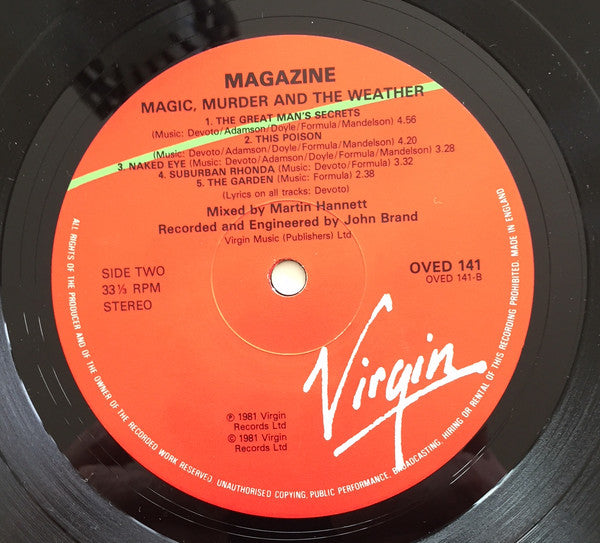 MAGAZINE
MAGIC, MURDER AND THE WEATHER
1. THE GREAT MAN'S SECRETS
(Music: Devoto/Adamson/Doyle/Formula/Mandelson) 4.56
2. THIS POISON
(Music: Devoto/Adamson/Doyle/Formula/Mandelson) 4.20
3. NAKED EYE (Music: Devoto/Adamson/Doyle/Formula/Mandelson) 3.28
4. SUBURBAN RHONDA (Music: Devoto/Formula) 3.32
5. THE GARDEN (Music: Formula) 2.38
(Lyrics on all tracks: Devoto)
Mixed by Martin Hannett
Recorded and Engineered by John Brand
Virgin Music (Publishers) Ltd
SIDE TWO
33⅓ RPM
STEREO
OVED 141
OVED 141-B
Virgin
℗ 1981 Virgin
Records Ltd
© 1981 Virgin
Records Ltd
ALL RIGHTS OF THE PRODUCER AND OF THE OWNER OF THE RECORDED WORK RESERVED. UNAUTHORISED COPYING, PUBLIC PERFORMANCE, BROADCASTING, HIRING OR RENTAL OF THIS RECORDING PROHIBITED. MADE IN ENGLAND